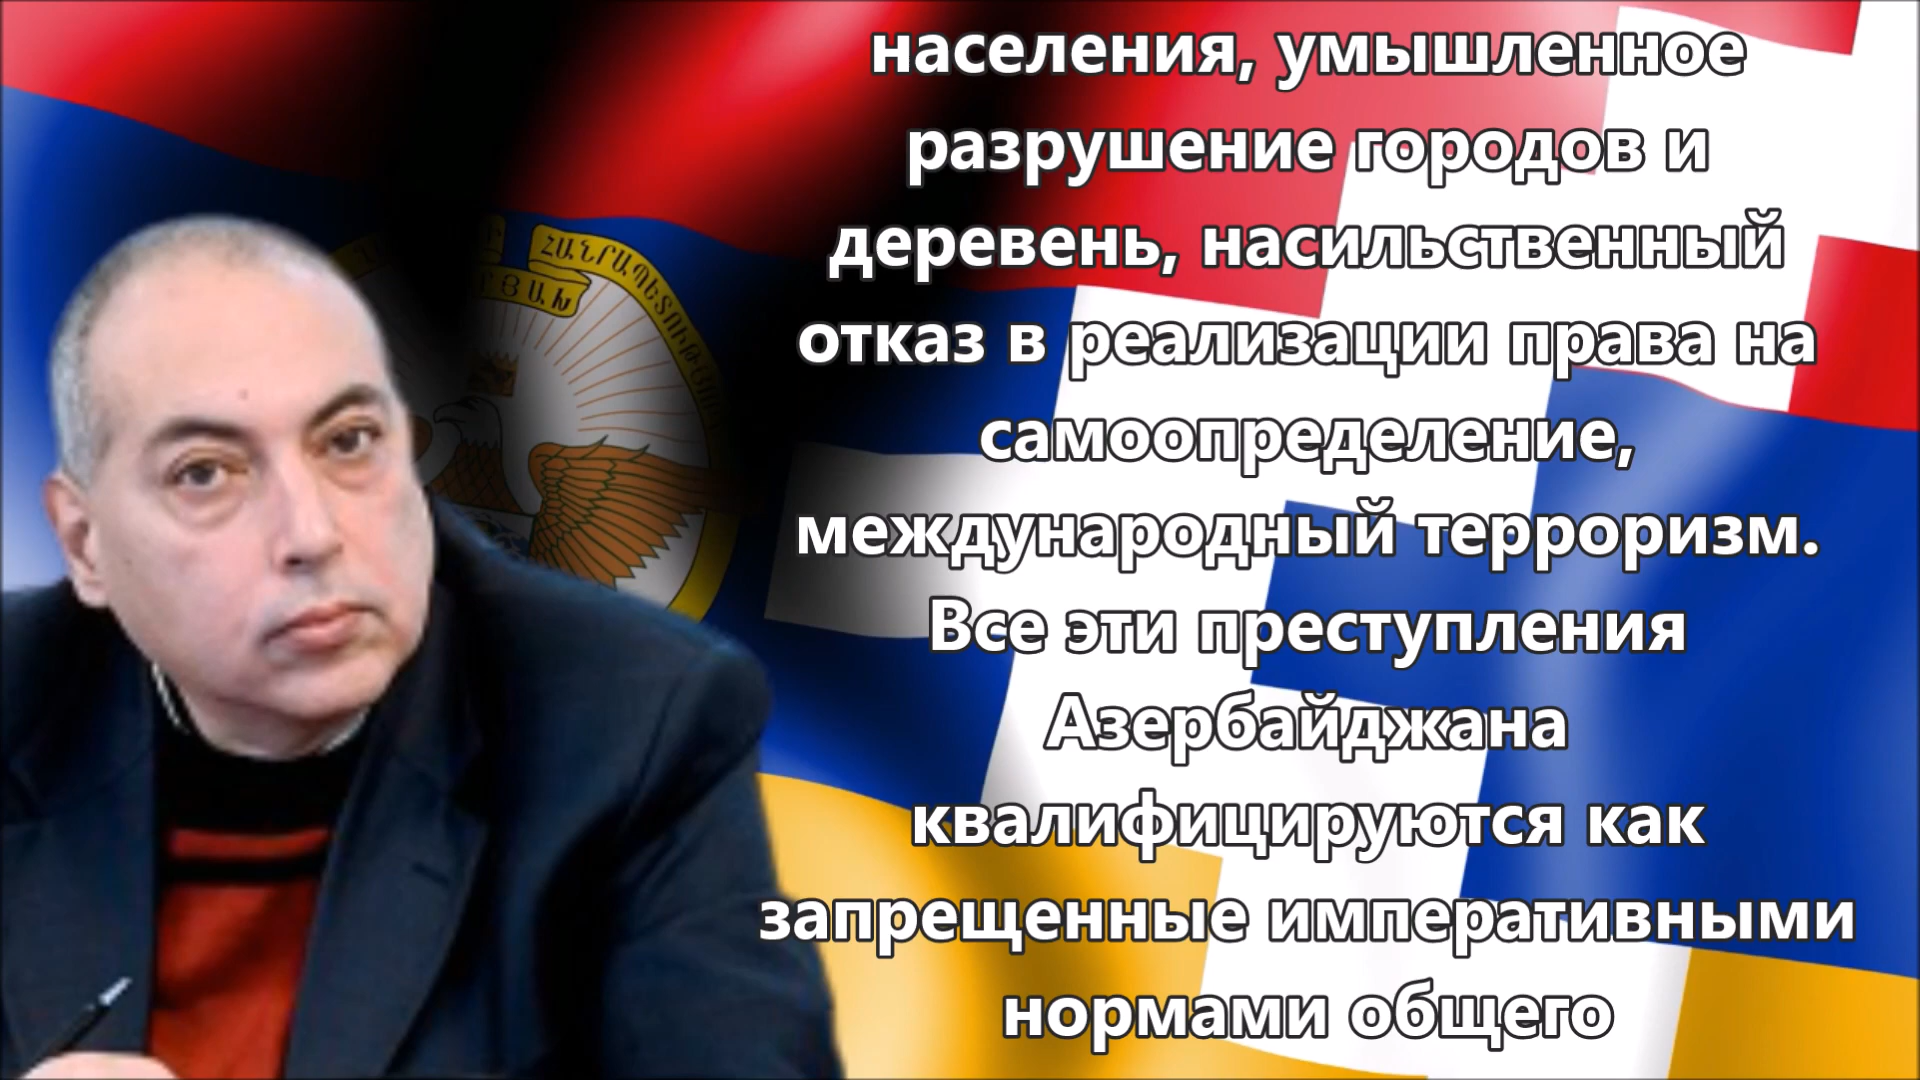 населения, умышленное
разрушение городов и
деревень, насильственный
отказ в реализации права на
самоопределение,
международный терроризм.
Все эти преступления
Азербайджана
квалифицируются как
запрещенные императивными
нормами общего
ՀԱՆՐԱՊԵՏՈՒԹՅՈՒՆ